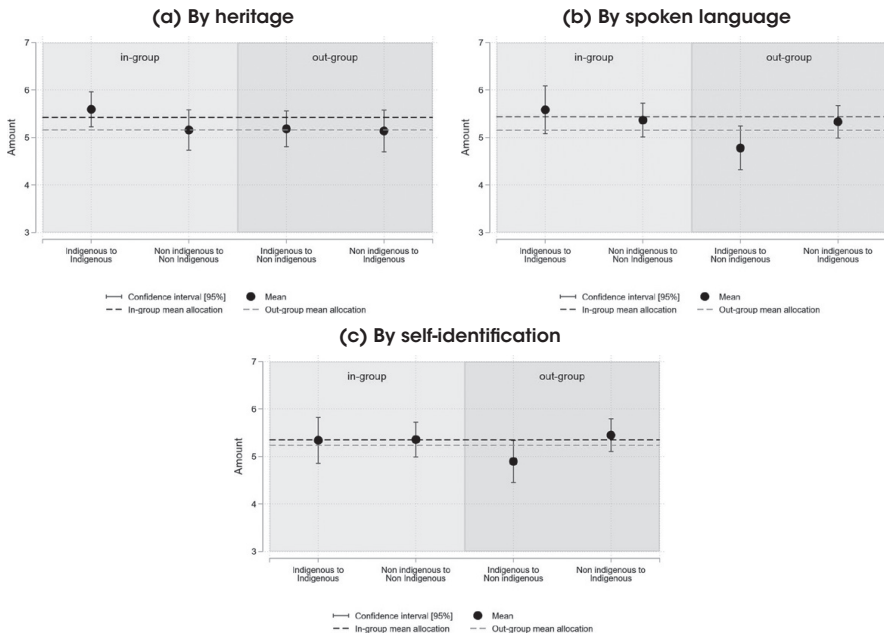 (a) By heritage
7
6
5
4
3
Amount
in-group
out-group
Indigenous to
Indigenous
Non indigenous to
Non Indigenous
Indigenous to
Non indigenous
Non indigenous to
Indigenous
Confidence interval [95%]
Mean
In-group mean allocation
Out-group mean allocation
(b) By spoken language
7
6
5
4
3
Amount
in-group
out-group
Indigenous to
Indigenous
Non indigenous to
Non Indigenous
Indigenous to
Non indigenous
Non indigenous to
Indigenous
Confidence interval [95%]
Mean
In-group mean allocation
Out-group mean allocation
(c) By self-identification
7
6
5
4
3
Amount
in-group
out-group
Indigenous to
Indigenous
Non indigenous to
Non Indigenous
Indigenous to
Non indigenous
Non indigenous to
Indigenous
Confidence interval [95%]
Mean
In-group mean allocation
Out-group mean allocation